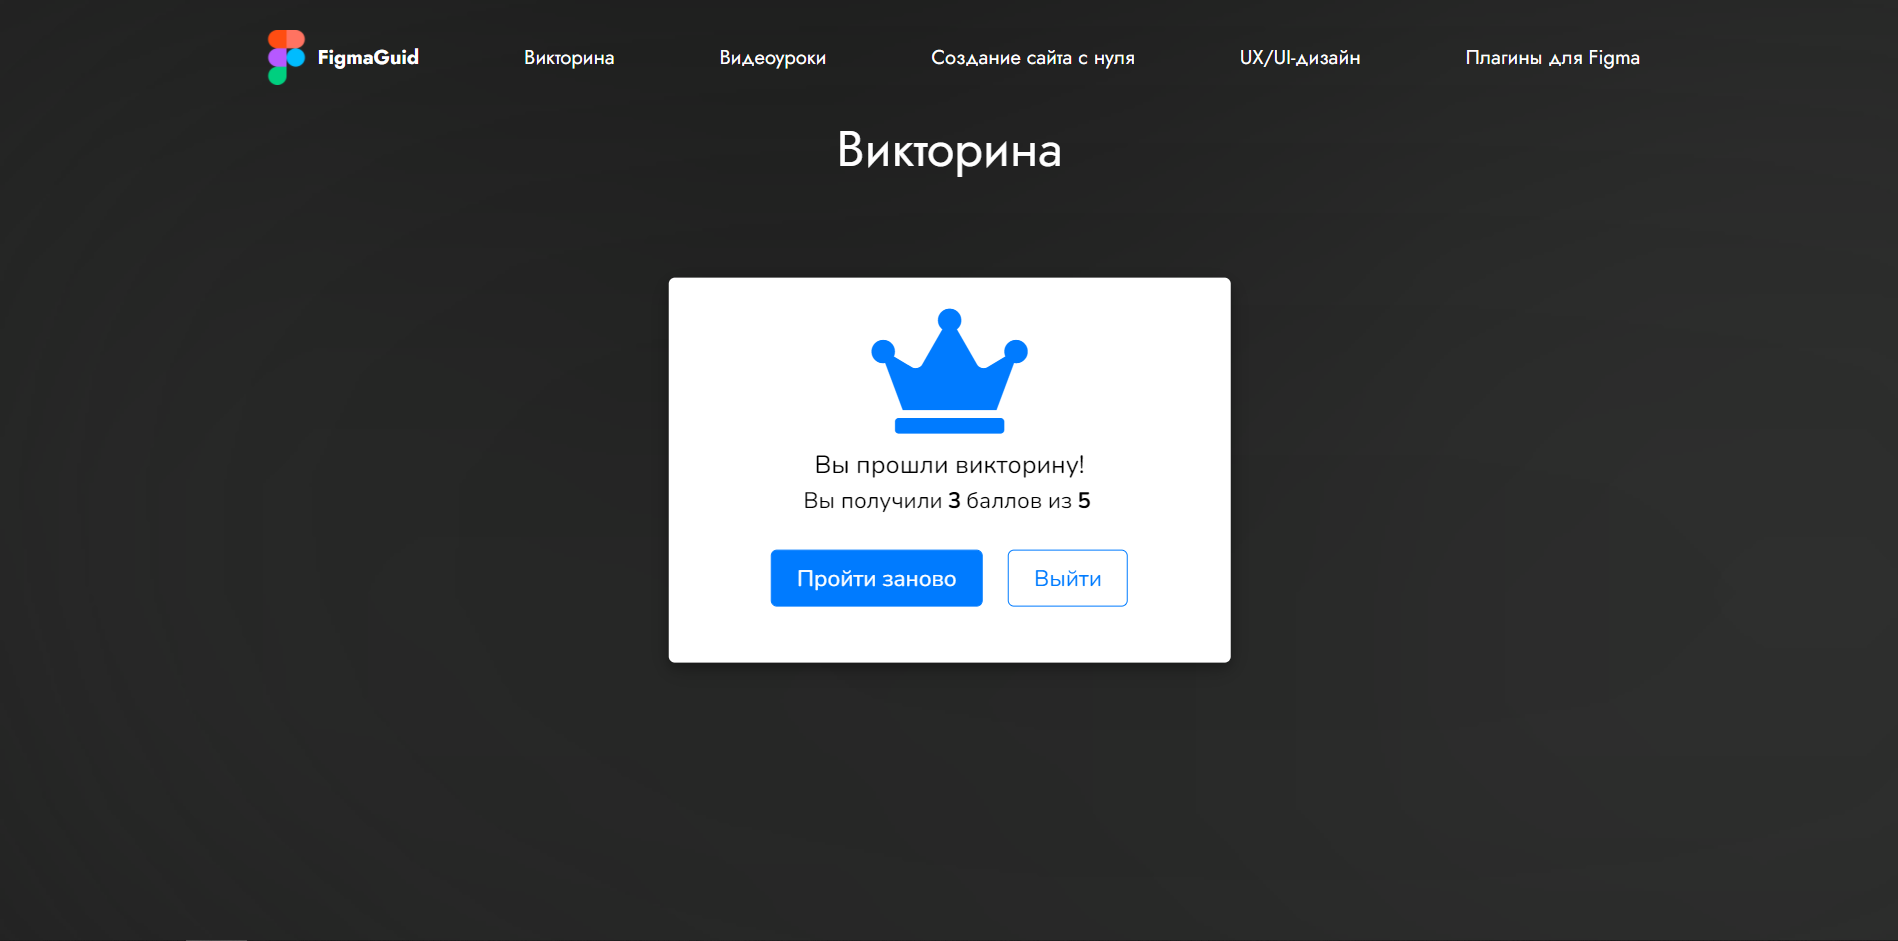 FigmaGuid Викторина Видеоуроки Создание сайта с нуля UX/UI-дизайн Плагины для Figma
Викторина
Вы прошли викторину!
Вы получили 3 баллов из 5
Пройти заново Выйти